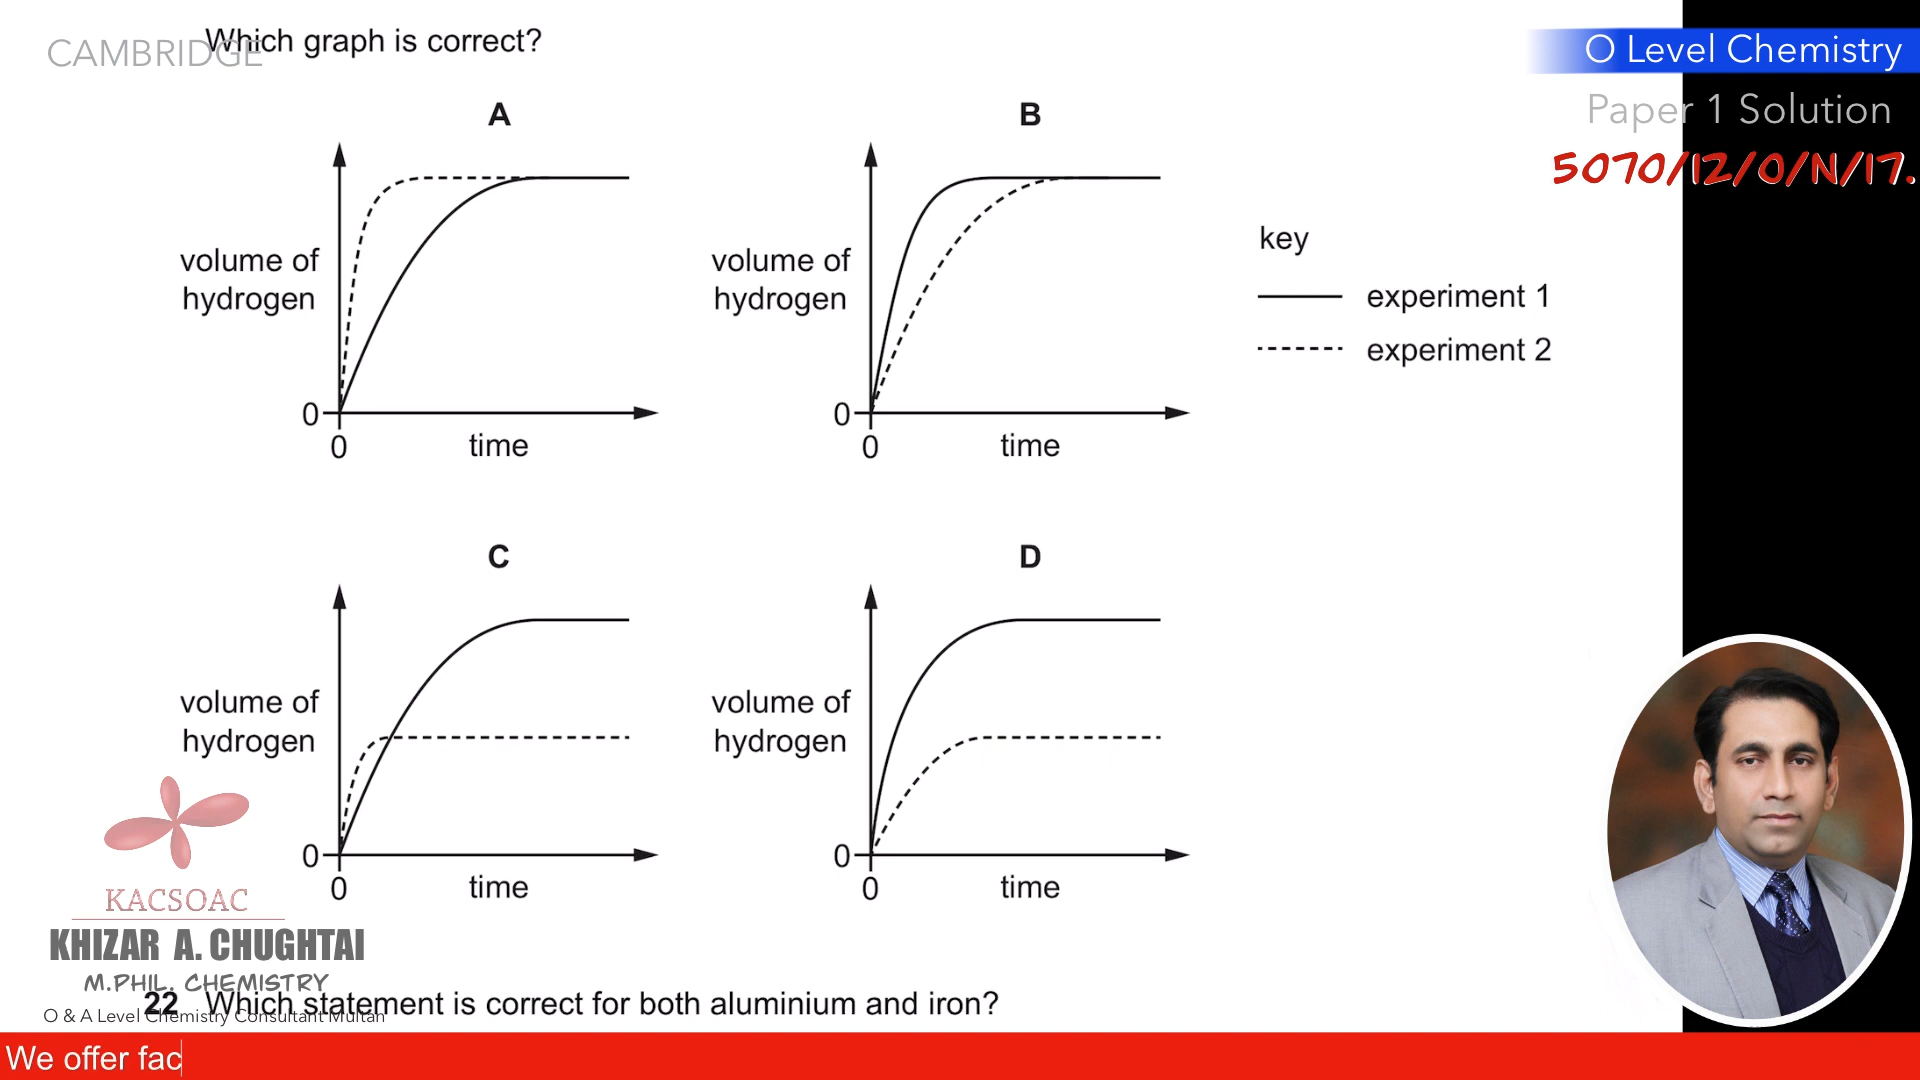 CAMBRIDGE
Which graph is correct?
O Level Chemistry
Paper 1 Solution
5070/12/O/N/17.
A
B
volume of
hydrogen
0
0
time
volume of
hydrogen
0
0
time
key
experiment 1
experiment 2
C
D
volume of
hydrogen
0
0
time
volume of
hydrogen
0
0
time
KACSOAC
KHIZAR A. CHUGHTAI
M.PHIL. CHEMISTRY
O & A Level Chemistry Consultant Multan
22 Which statement is correct for both aluminium and iron?
We offer fac